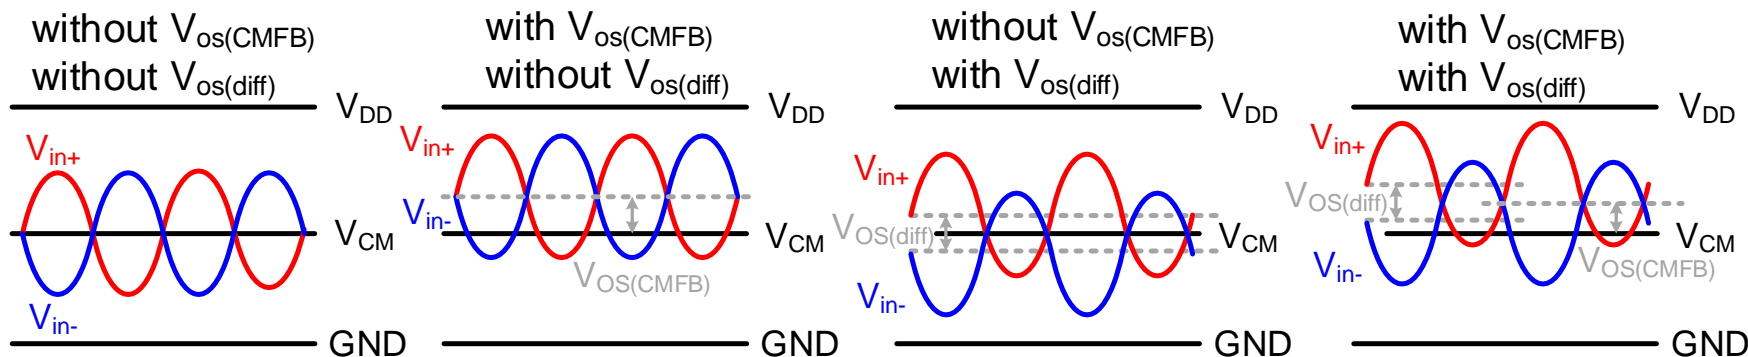 without Vos(CMFB)
without Vos(diff)
VDD
Vin+
VCM
Vin-
GND
with Vos(CMFB)
without Vos(diff)
VDD
Vin+
Vin-
VCM
VOS(CMFB)
GND
without Vos(CMFB)
with Vos(diff)
VDD
Vin+
VOS(diff)
VCM
Vin-
GND
with Vos(CMFB)
with Vos(diff)
VDD
Vin+
VOS(diff)
VCM
Vin-
VOS(CMFB)
GND